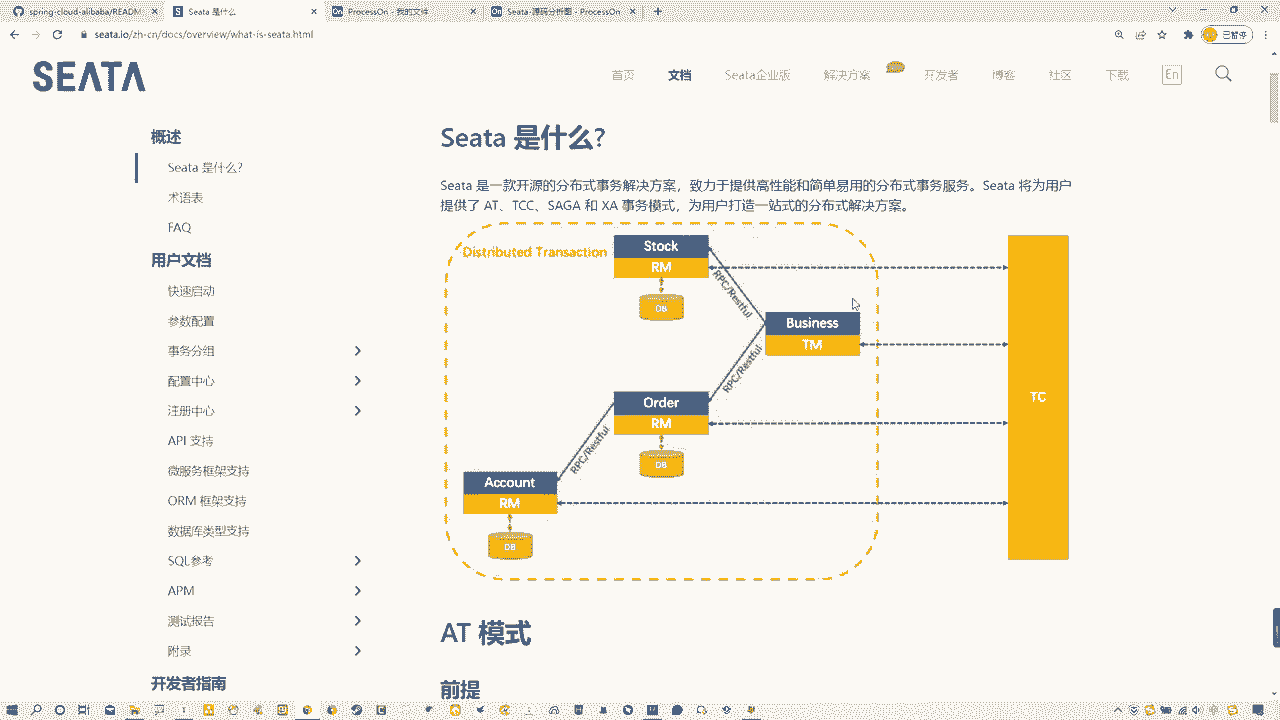 spring-cloud-alibaba/READM
Seata 是什么
ProcessOn - 我的文件
Seata-源码分析图 - ProcessOn
seata.io/zh-cn/docs/overview/what-is-seata.html
已暂停
SEATA
首页
文档
Seata企业版
解决方案
开发者
博客
社区
下载
En
概述
Seata 是什么?
术语表
FAQ
用户文档
快速启动
参数配置
事务分组
配置中心
注册中心
API 支持
微服务框架支持
ORM 框架支持
数据库类型支持
SQL参考
APM
测试报告
附录
开发者指南
Seata 是什么?
Seata 是一款开源的分布式事务解决方案，致力于提供高性能和简单易用的分布式事务服务。Seata 将为用户
提供了 AT、TCC、SAGA 和 XA 事务模式，为用户打造一站式的分布式解决方案。
Distributed Transaction
Stock
RM
DB
RPC/Restful
Business
TM
RPC/Restful
Order
RM
DB
RPC/Restful
Account
RM
DB
TC
AT 模式
前提